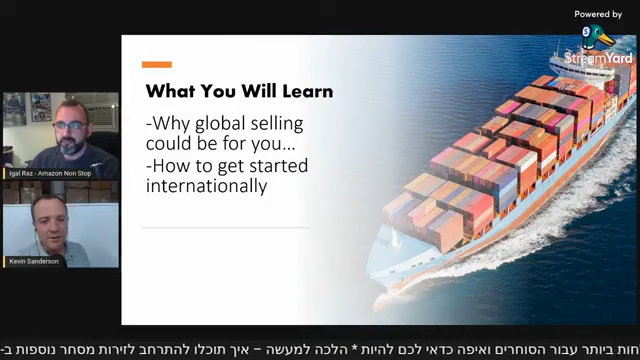 Powered by
StreamYard
What You Will Learn
-Why global selling
could be for you...
-How to get started
internationally
Igal Raz - Amazon Non Stop
Kevin Sanderson
חות ביותר עבור הסוחרים ואיפה כדאי לכם להיות * הלכה למעשה – איך תוכלו להתרחב לזירות מסחר נוספות ב-